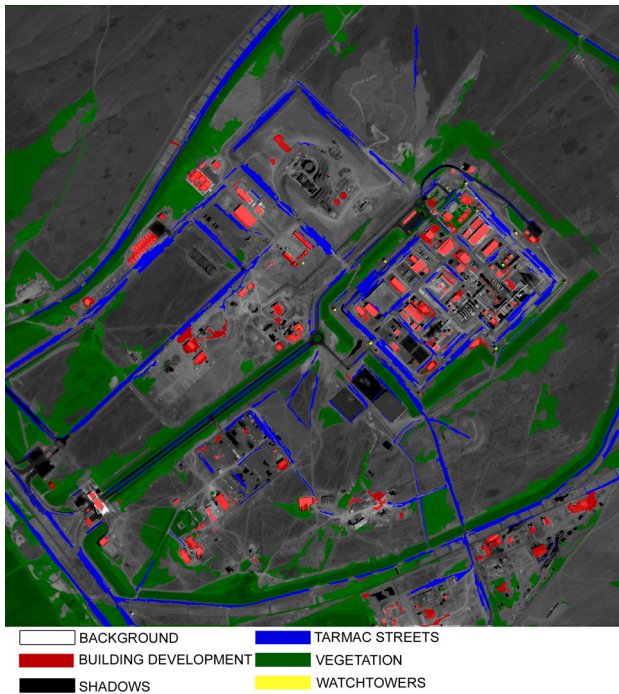 BACKGROUND
TARMAC STREETS
BUILDING DEVELOPMENT
VEGETATION
SHADOWS
WATCHTOWERS